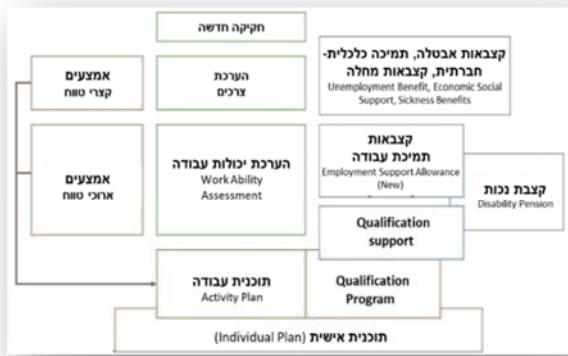 חקיקה חדשה
קצבאות אבטלה, תמיכה כלכלית-
חברתית, קצבאות מחלה
Unemployment Benefit, Economic Social
Support, Sickness Benefits
הערכת
צרכים
אמצעים
קצרי טווח
קצבאות
תמיכת עבודה
Employment Support Allowance
(New)
הערכת יכולות עבודה
Work Ability
Assessment
אמצעים
ארוכי טווח
קצבת נכות
Disability Pension
Qualification
support
תוכנית עבודה
Activity Plan
Qualification
Program
תוכנית אישית (Individual Plan)